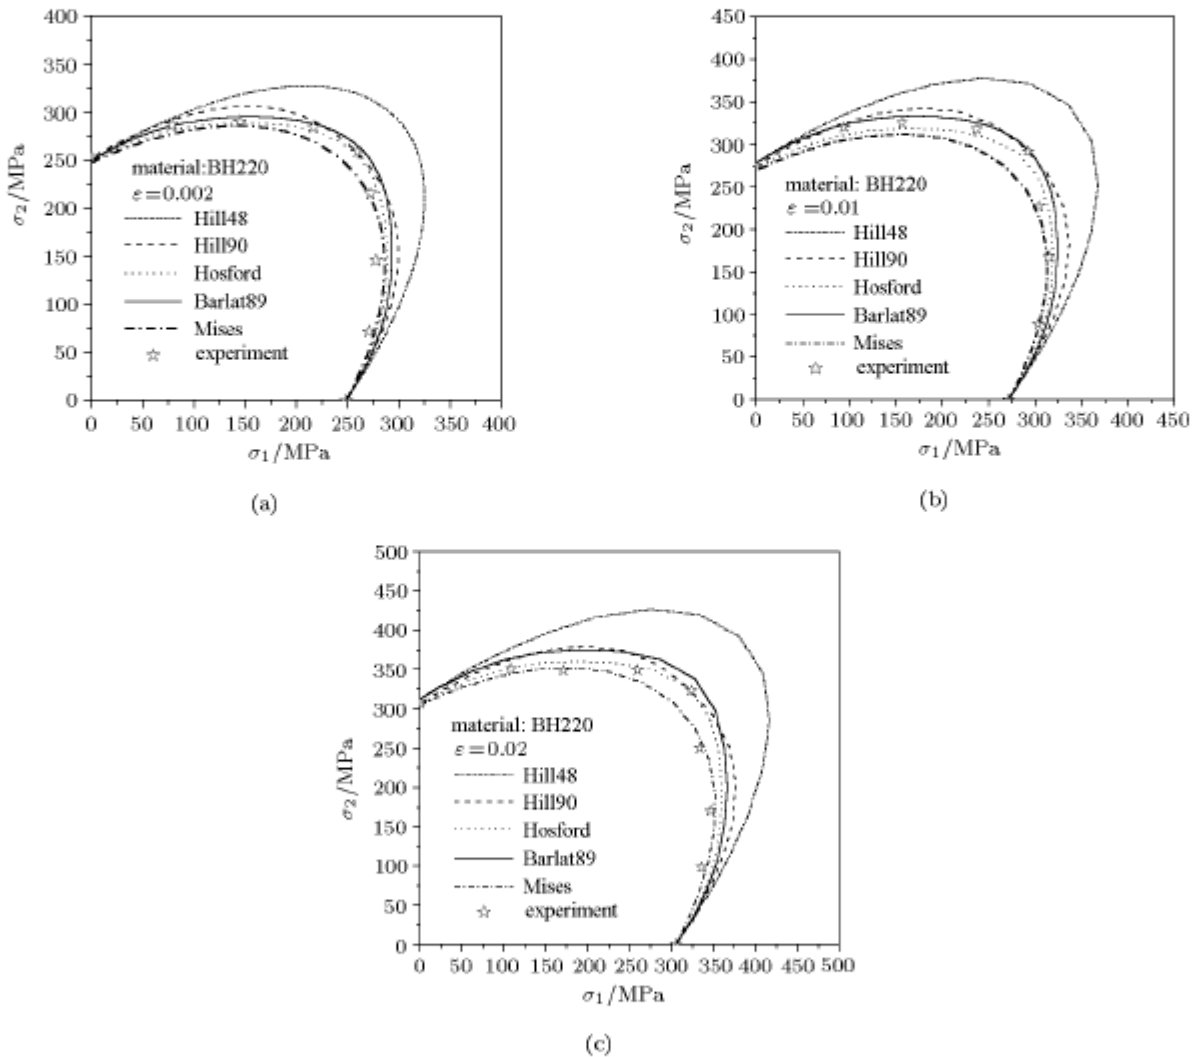 400
350
300
250
200
150
100
50
0
σ2/MPa
material:BH220
ε=0.002
Hill48
Hill90
Hosford
Barlat89
Mises
experiment
0 50 100 150 200 250 300 350 400
σ1/MPa
(a)
450
400
350
300
250
200
150
100
50
0
σ2/MPa
material: BH220
ε=0.01
Hill48
Hill90
Hosford
Barlat89
Mises
experiment
0 50 100 150 200 250 300 350 400 450
σ1/MPa
(b)
500
450
400
350
300
250
200
150
100
50
0
σ2/MPa
material: BH220
ε=0.02
Hill48
Hill90
Hosford
Barlat89
Mises
experiment
0 50 100 150 200 250 300 350 400 450 500
σ1/MPa
(c)